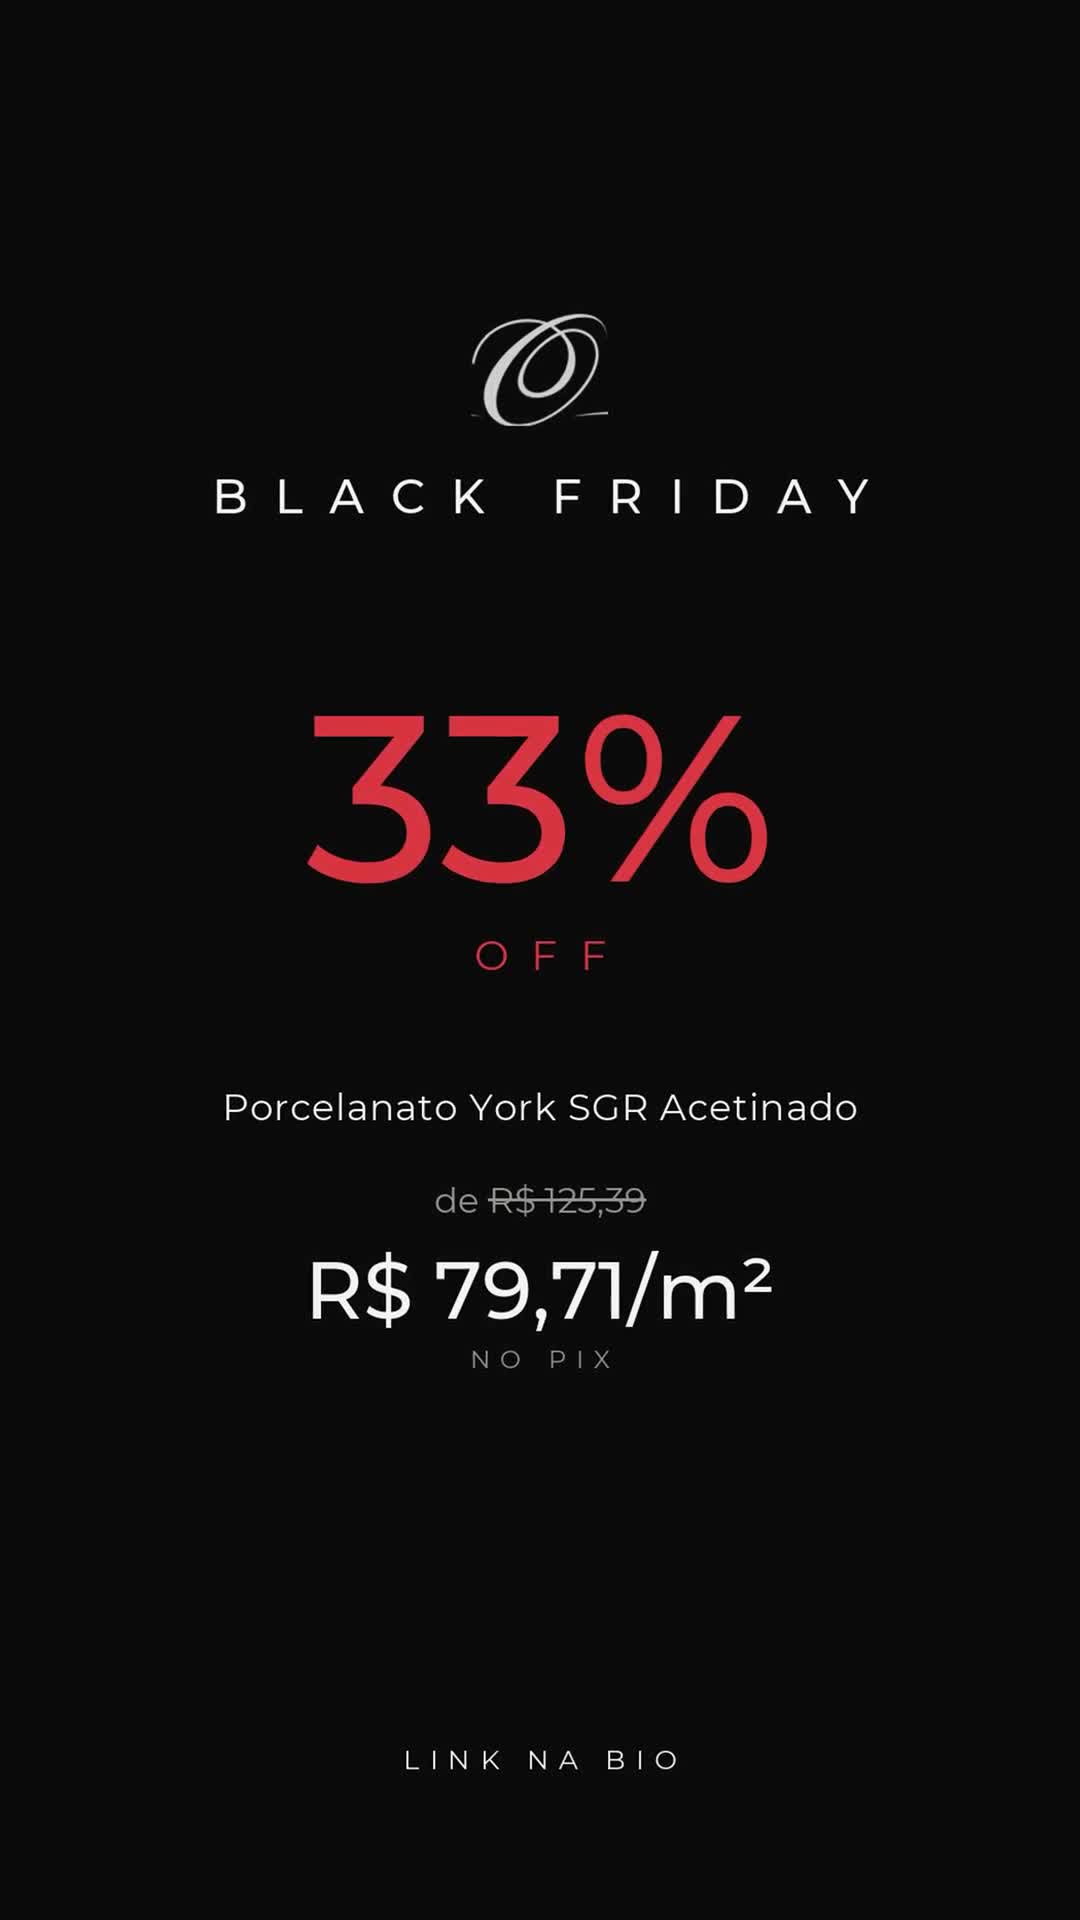 O
BLACK FRIDAY
33%
OFF
Porcelanato York SGR Acetinado
de R$ 125,39
R$ 79,71/m²
NO PIX
LINK NA BIO